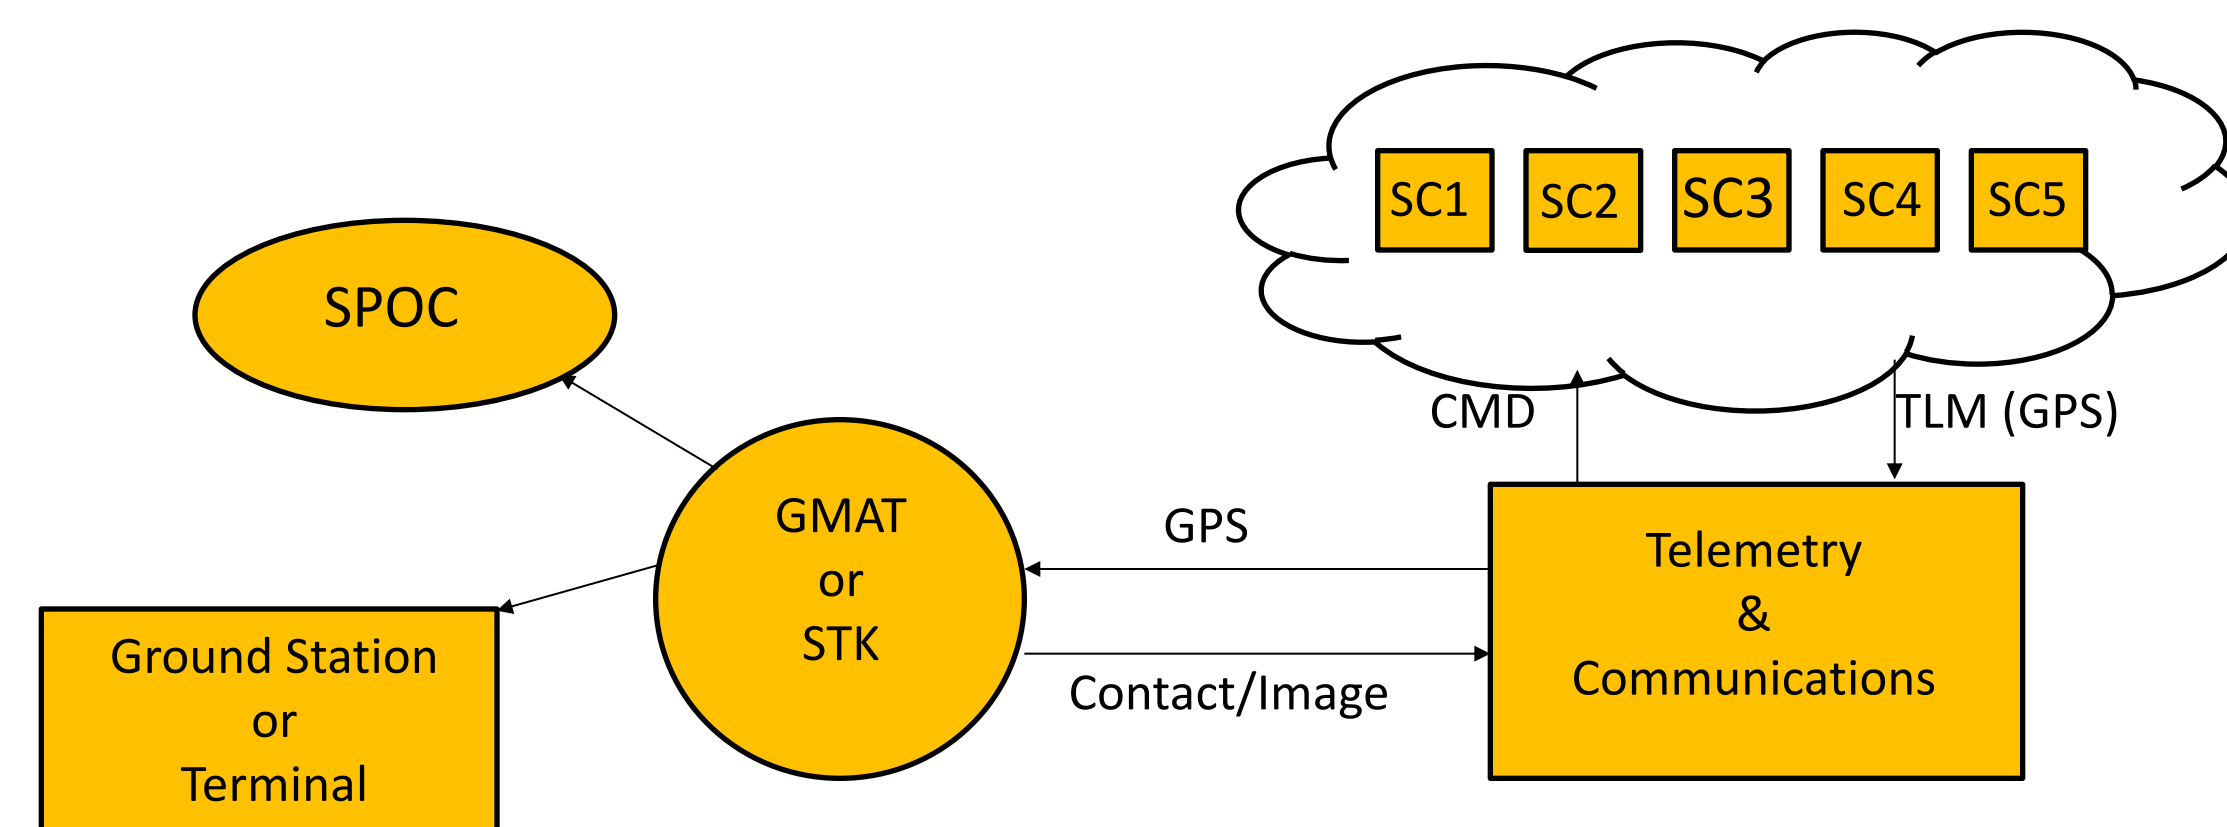 SC1
SC2
SC3
SC4
SC5
SPOC
CMD
TLM (GPS)
GMAT
or
STK
GPS
Contact/Image
Telemetry
&
Communications
Ground Station
or
Terminal